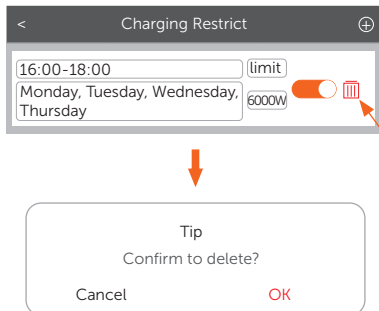 < Charging Restrict ⊕
16:00-18:00 limit
Monday, Tuesday, Wednesday, 6000W
Thursday
Tip
Confirm to delete?
Cancel OK